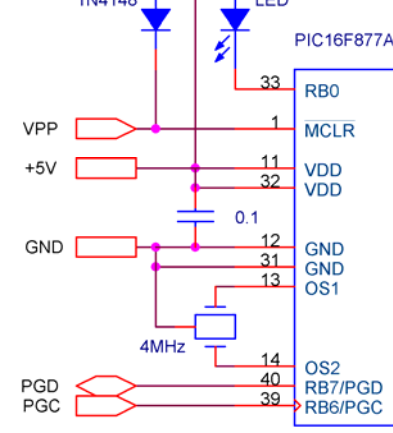 1N4148
LED
PIC16F877A
33 RB0
VPP 1 MCLR
+5V 11 VDD
32 VDD
0.1
GND 12 GND
31 GND
13 OS1
4MHz
14 OS2
PGD 40 RB7/PGD
PGC 39 RB6/PGC